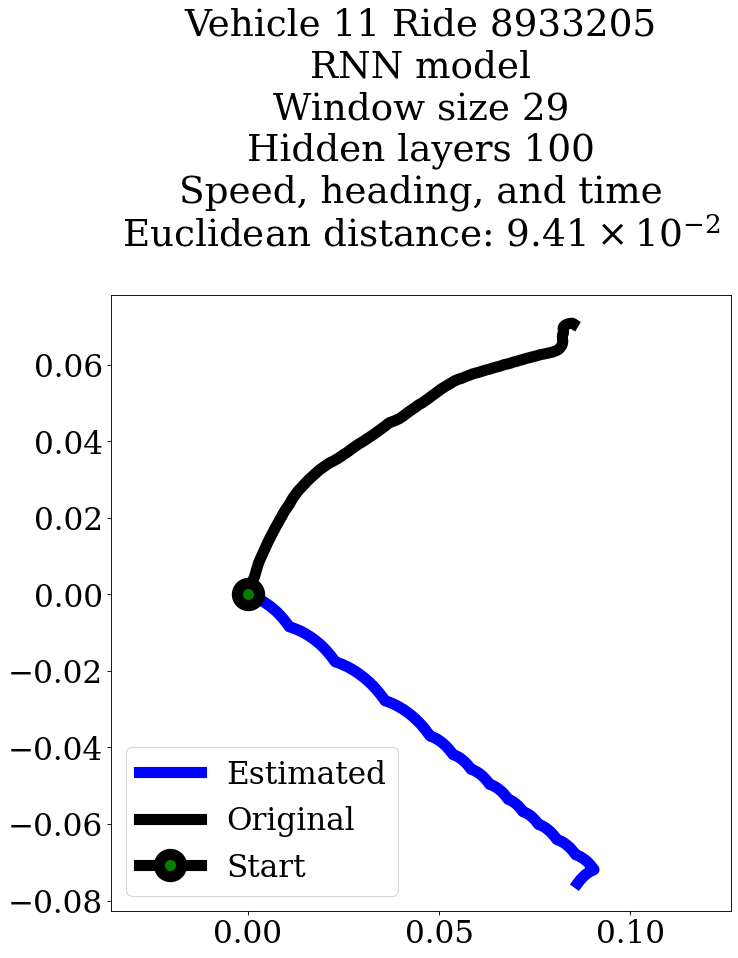 Vehicle 11 Ride 8933205
RNN model
Window size 29
Hidden layers 100
Speed, heading, and time
Euclidean distance: 9.41 × 10⁻²
0.06
0.04
0.02
0.00
−0.02
−0.04
−0.06
−0.08
Estimated
Original
Start
0.00 0.05 0.10